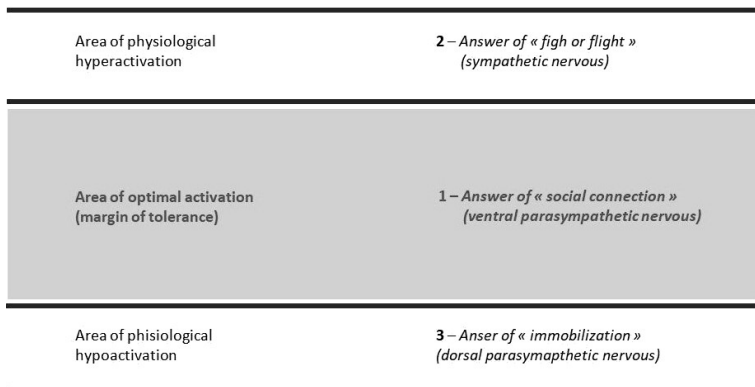 Area of physiological
hyperactivation
2 – Answer of « figh or flight »
(sympathetic nervous)
Area of optimal activation
(margin of tolerance)
1 – Answer of « social connection »
(ventral parasympathetic nervous)
Area of phisiological
hypoactivation
3 – Anser of « immobilization »
(dorsal parasymapthetic nervous)